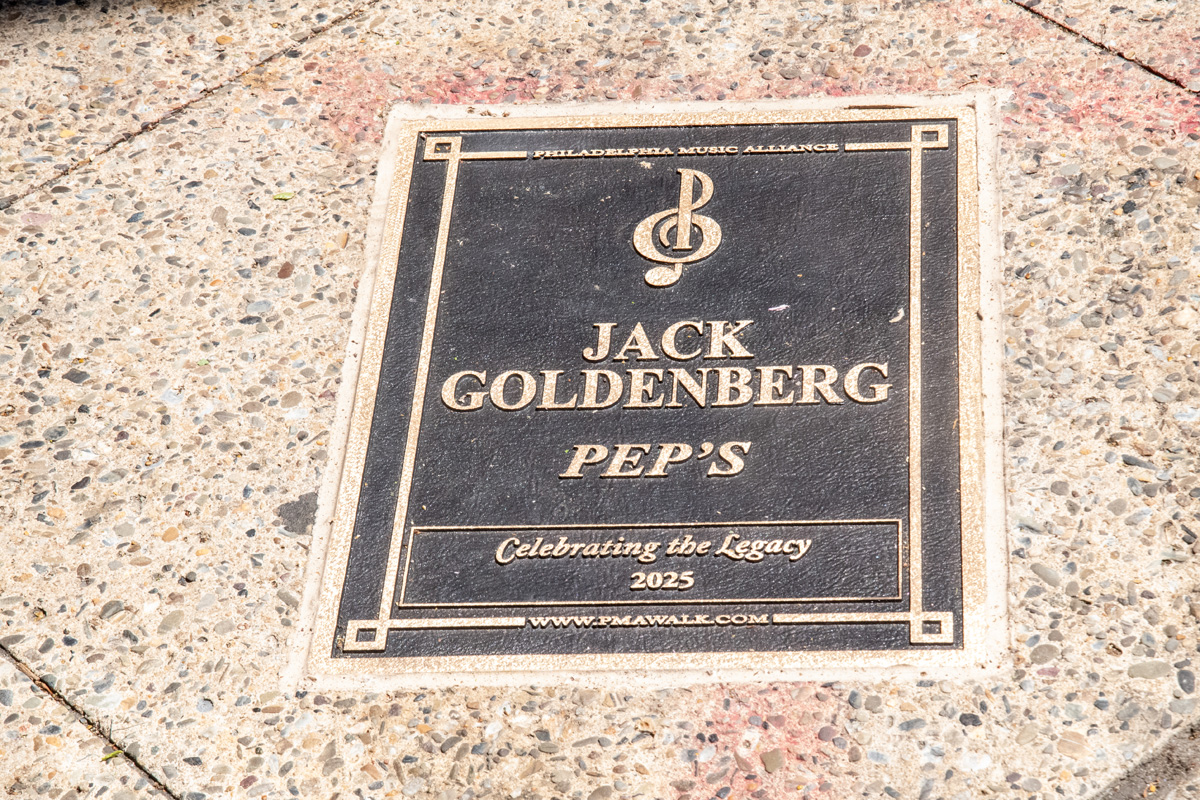 PHILADELPHIA MUSIC ALLIANCE
JACK
GOLDENBERG
PEP'S
Celebrating the Legacy
2025
WWW.PMAWALK.COM